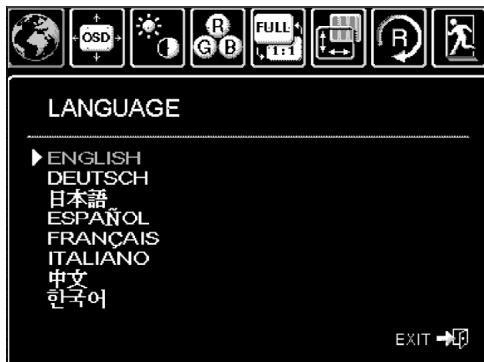 OSD
R
G B
FULL
1:1
R
LANGUAGE
ENGLISH
DEUTSCH
日本語
ESPAÑOL
FRANÇAIS
ITALIANO
中文
한국어
EXIT